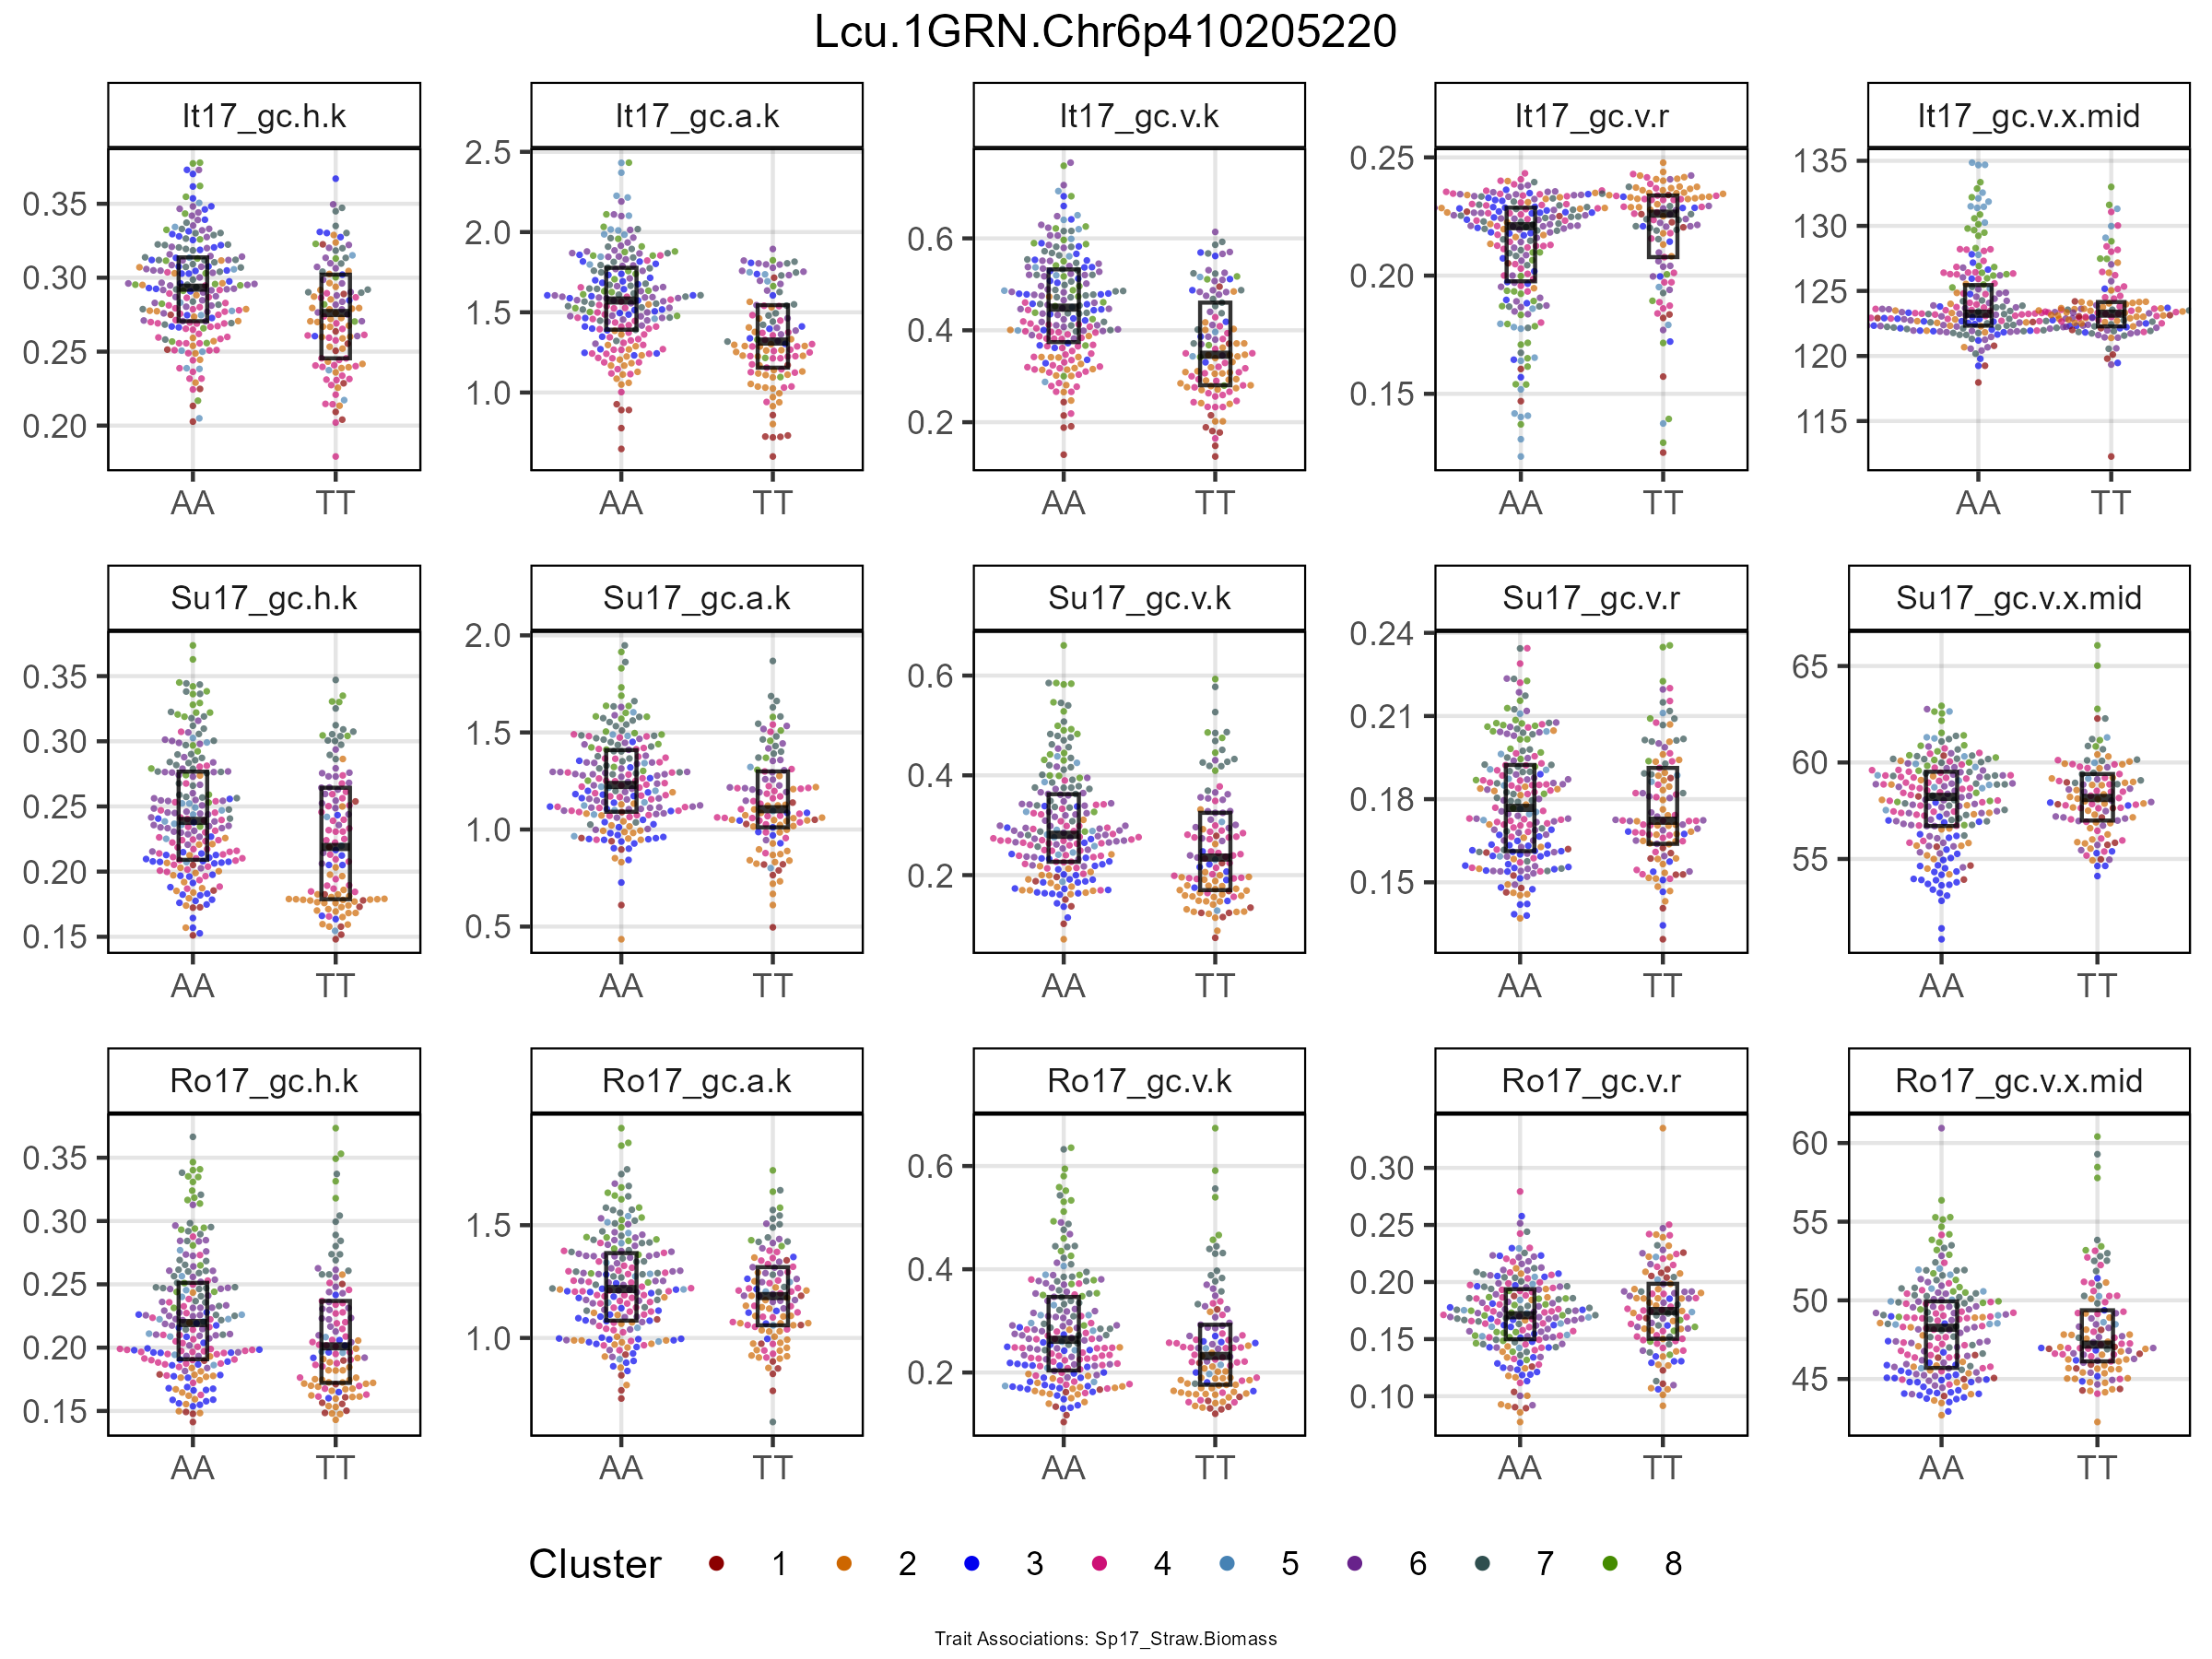 Lcu.1GRN.Chr6p410205220
It17_gc.h.k
It17_gc.a.k
It17_gc.v.k
It17_gc.v.r
It17_gc.v.x.mid
0.35
0.30
0.25
0.20
AA TT
2.5
2.0
1.5
1.0
AA TT
0.6
0.4
0.2
AA TT
0.25
0.20
0.15
AA TT
135
130
125
120
115
AA TT
Su17_gc.h.k
Su17_gc.a.k
Su17_gc.v.k
Su17_gc.v.r
Su17_gc.v.x.mid
0.35
0.30
0.25
0.20
0.15
AA TT
2.0
1.5
1.0
0.5
AA TT
0.6
0.4
0.2
AA TT
0.24
0.21
0.18
0.15
AA TT
65
60
55
AA TT
Ro17_gc.h.k
Ro17_gc.a.k
Ro17_gc.v.k
Ro17_gc.v.r
Ro17_gc.v.x.mid
0.35
0.30
0.25
0.20
0.15
AA TT
1.5
1.0
AA TT
0.6
0.4
0.2
AA TT
0.30
0.25
0.20
0.15
0.10
AA TT
60
55
50
45
AA TT
Cluster 1 2 3 4 5 6 7 8
Trait Associations: Sp17_Straw.Biomass